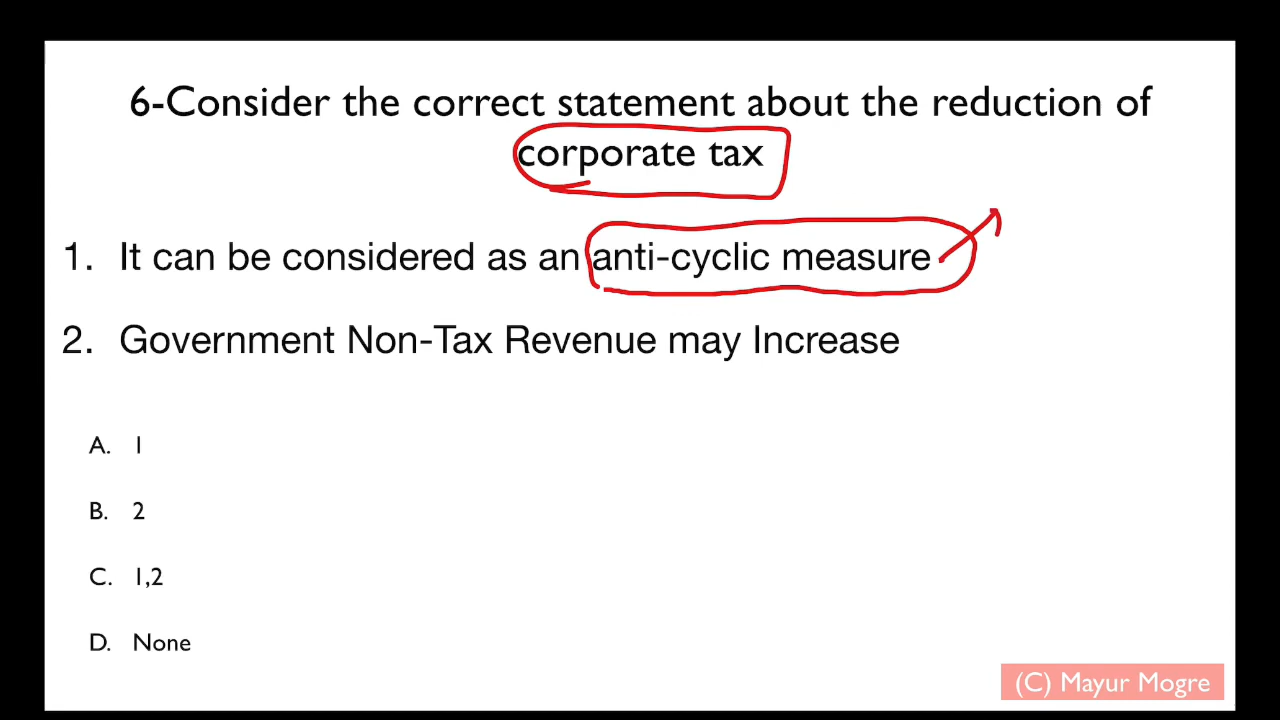 6-Consider the correct statement about the reduction of
corporate tax
1. It can be considered as an anti-cyclic measure
2. Government Non-Tax Revenue may Increase
A. 1
B. 2
C. 1,2
D. None
(C) Mayur Mogre